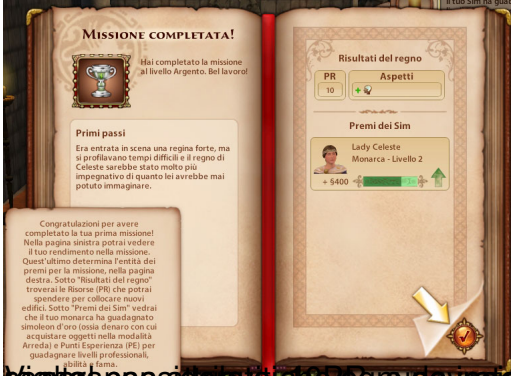 il tuo Sim ha guad
Missione completata!
Hai completato la missione
al livello Argento. Bel lavoro!
Primi passi
Era entrata in scena una regina forte, ma
si profilavano tempi difficili e il regno di
Celeste sarebbe stato molto più
impegnativo di quanto lei avrebbe mai
potuto immaginare.
Congratulazioni per avere
completato la tua prima missione!
Nella pagina sinistra potrai vedere
il tuo rendimento nella missione.
Quest'ultimo determina l'entità dei
premi per la missione, nella pagina
destra. Sotto "Risultati del regno"
troverai le Risorse (PR) che potrai
spendere per collocare nuovi
edifici. Sotto "Premi dei Sim" vedrai
che il tuo monarca ha guadagnato
simoleon d'oro (ossia denaro con cui
acquistare oggetti nella modalità
Arreda) e Punti Esperienza (PE) per
guadagnare livelli professionali,
abilità e fama.
Risultati del regno
PR
Aspetti
10
+
Premi dei Sim
Lady Celeste
Monarca - Livello 2
+ §400